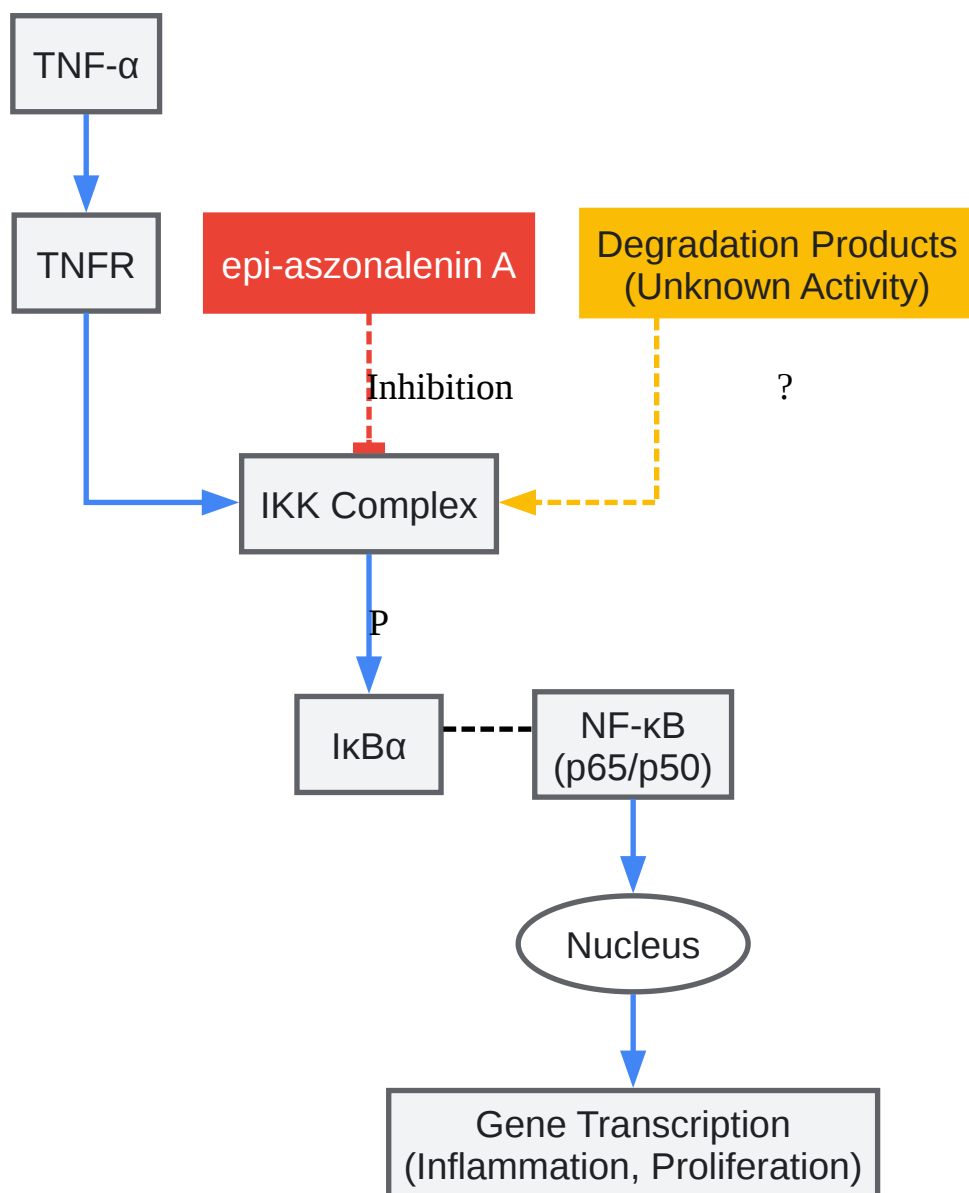 TNF-α
TNFR
epi-aszonalenin A
Degradation Products
(Unknown Activity)
Inhibition
?
IKK Complex
P
IκBα
NF-κB
(p65/p50)
Nucleus
Gene Transcription
(Inflammation, Proliferation)